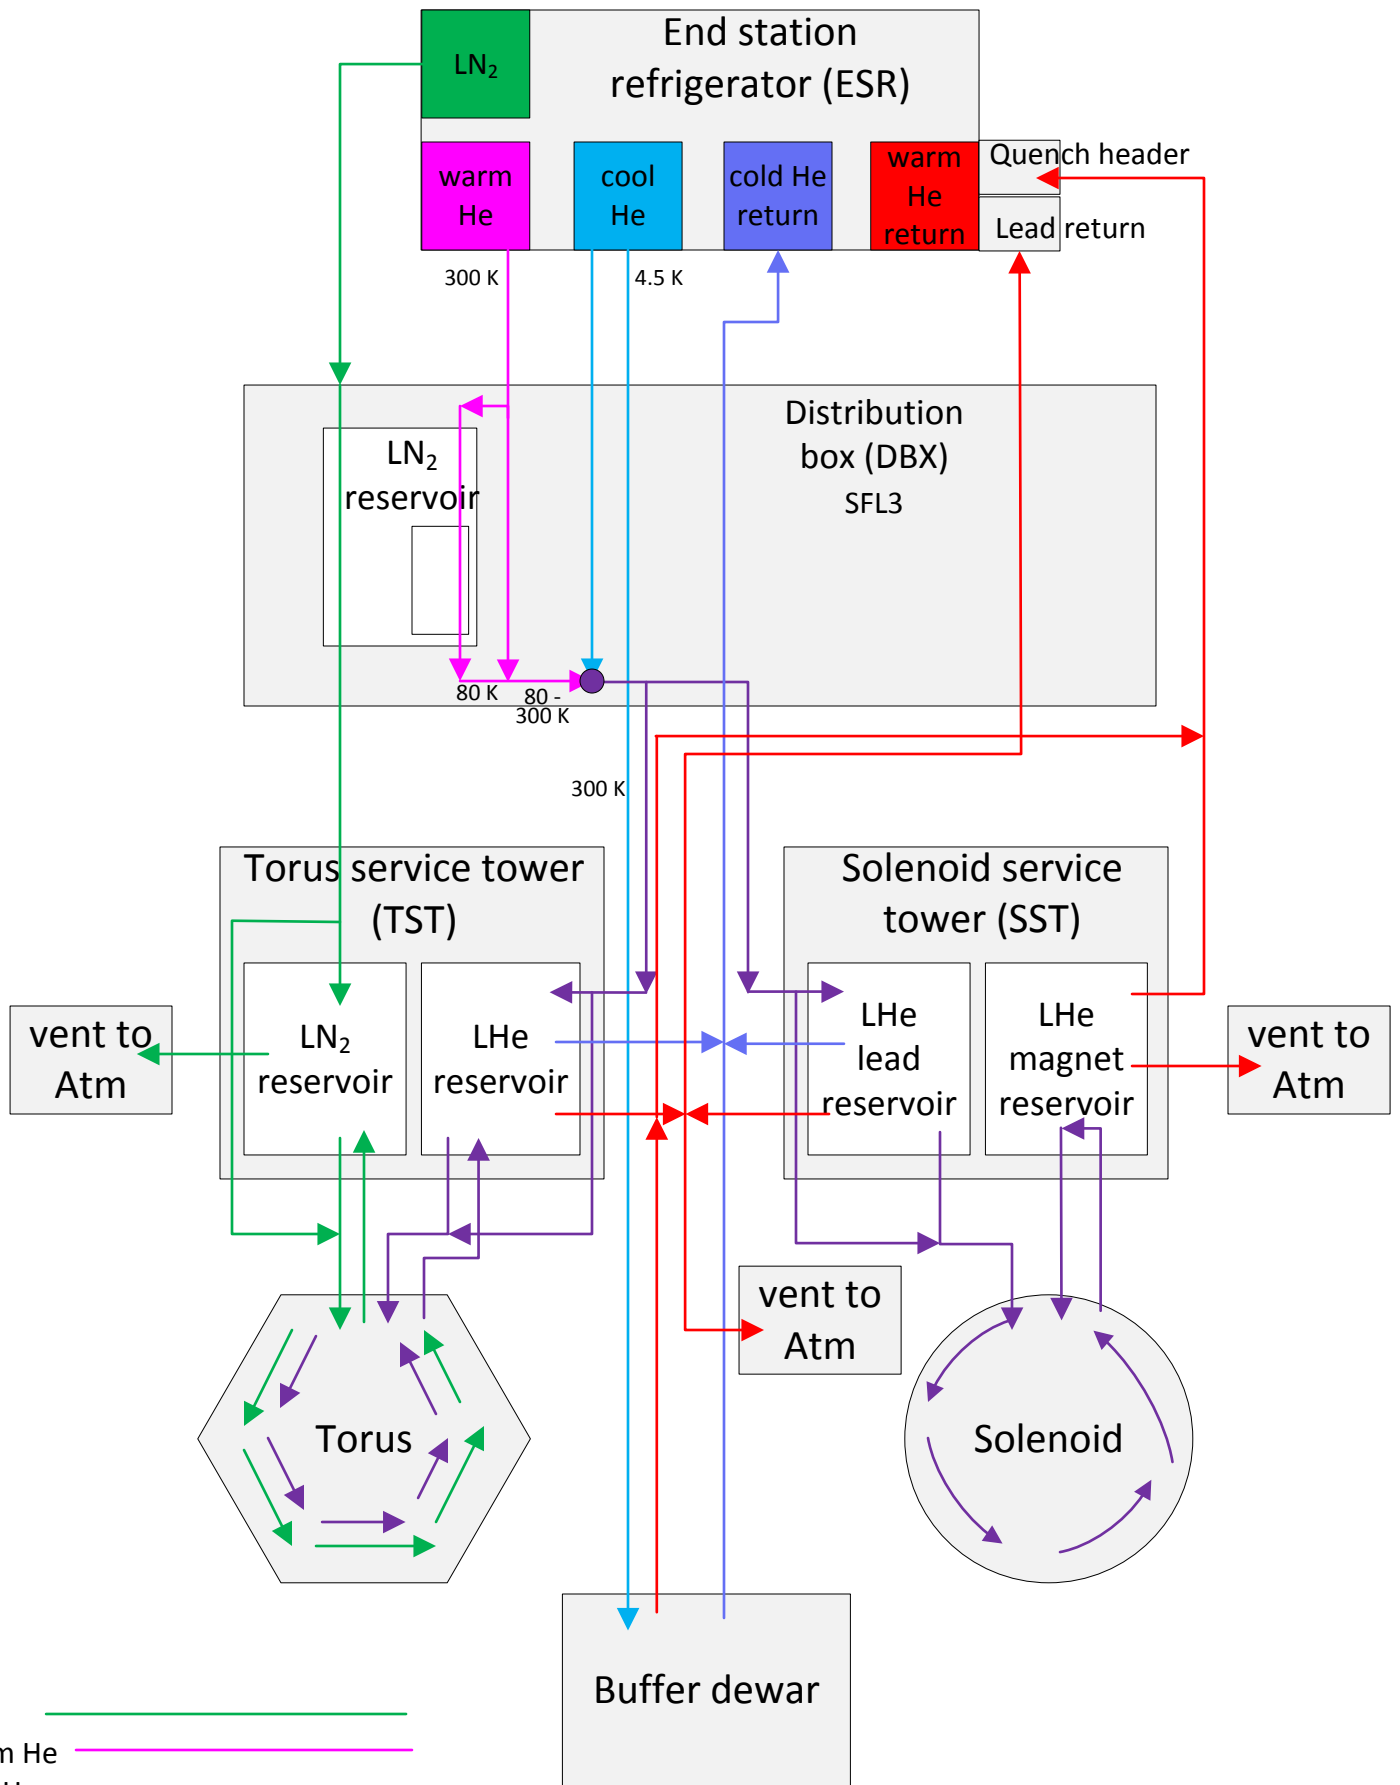 End station
refrigerator (ESR)
LN₂
warm
He
cool
He
cold He
return
warm
He
return
Quench header
Lead return
300 K
4.5 K
Distribution
box (DBX)
SFL3
LN₂
reservoir
80 K
80 -
300 K
300 K
Torus service tower
(TST)
Solenoid service
tower (SST)
vent to
Atm
LN₂
reservoir
LHe
reservoir
LHe
lead
reservoir
LHe
magnet
reservoir
vent to
Atm
vent to
Atm
Torus
Solenoid
Buffer dewar
m He